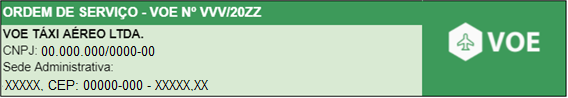 ORDEM DE SERVIÇO - VOE Nº VVV/20ZZ
VOE TÁXI AÉREO LTDA.
CNPJ: 00.000.000/0000-00
Sede Administrativa:
XXXXX, CEP: 00000-000 - XXXXX,XX
VOE